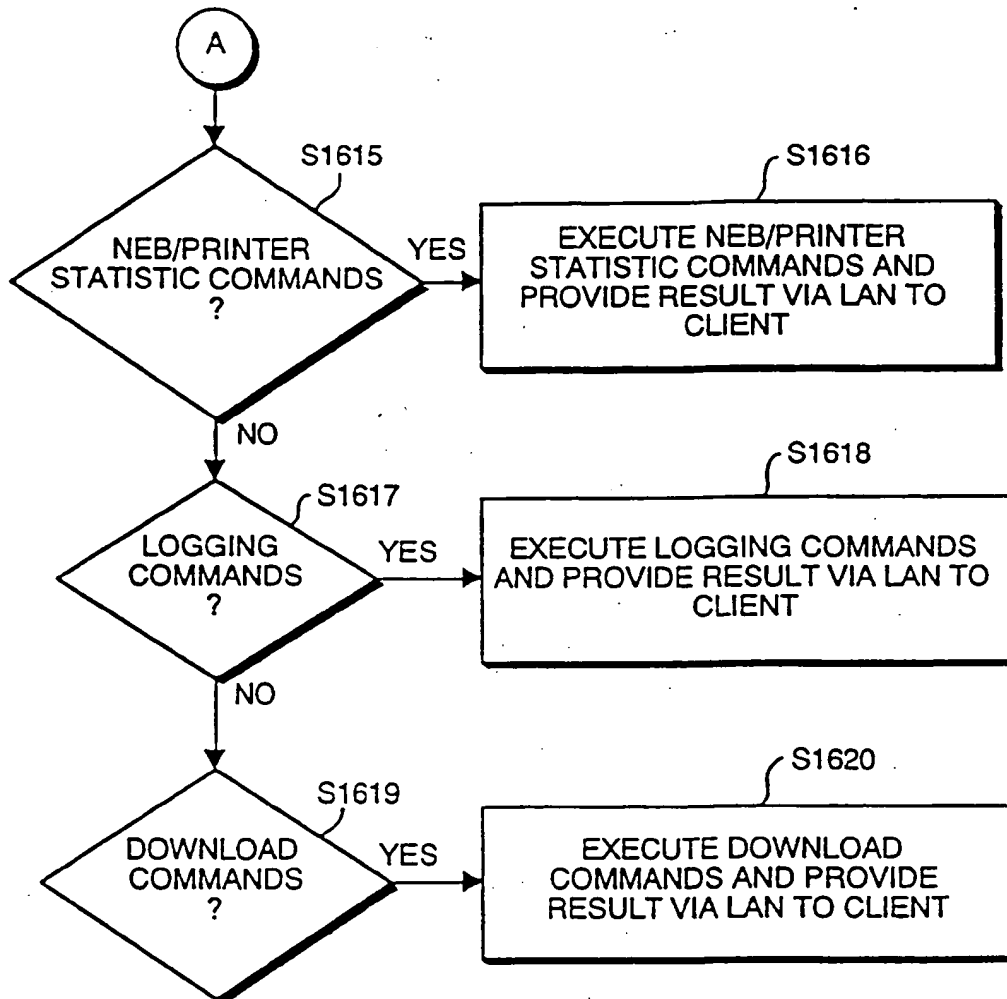 A
S1615
NEB/PRINTER
STATISTIC COMMANDS
?
YES
S1616
EXECUTE NEB/PRINTER
STATISTIC COMMANDS AND
PROVIDE RESULT VIA LAN TO
CLIENT
NO
S1617
LOGGING
COMMANDS
?
YES
S1618
EXECUTE LOGGING COMMANDS
AND PROVIDE RESULT VIA LAN TO
CLIENT
NO
S1619
DOWNLOAD
COMMANDS
?
YES
S1620
EXECUTE DOWNLOAD
COMMANDS AND PROVIDE
RESULT VIA LAN TO CLIENT